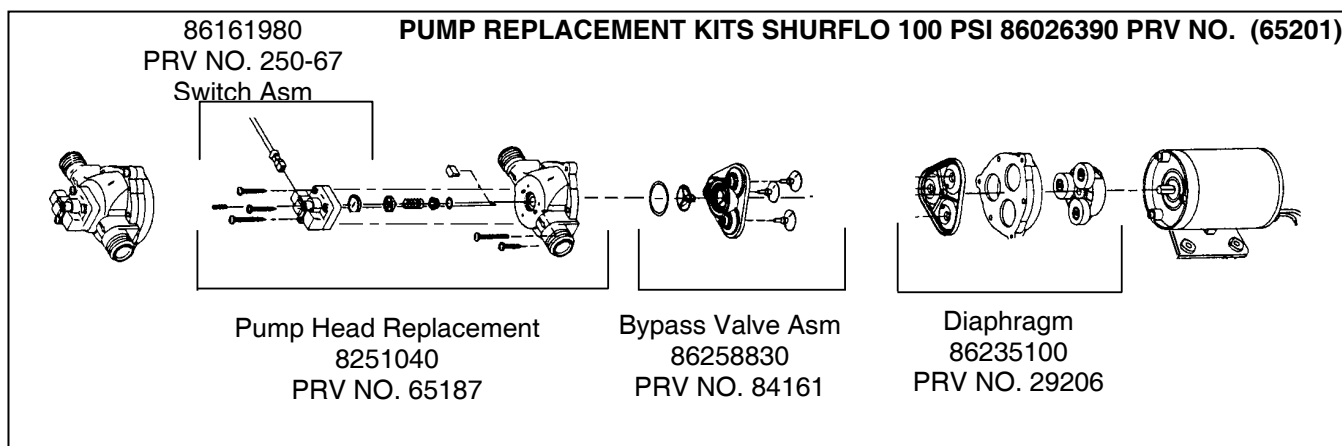 86161980
PRV NO. 250-67
Switch Asm
PUMP REPLACEMENT KITS SHURFLO 100 PSI 86026390 PRV NO. (65201)
Pump Head Replacement
8251040
PRV NO. 65187
Bypass Valve Asm
86258830
PRV NO. 84161
Diaphragm
86235100
PRV NO. 29206